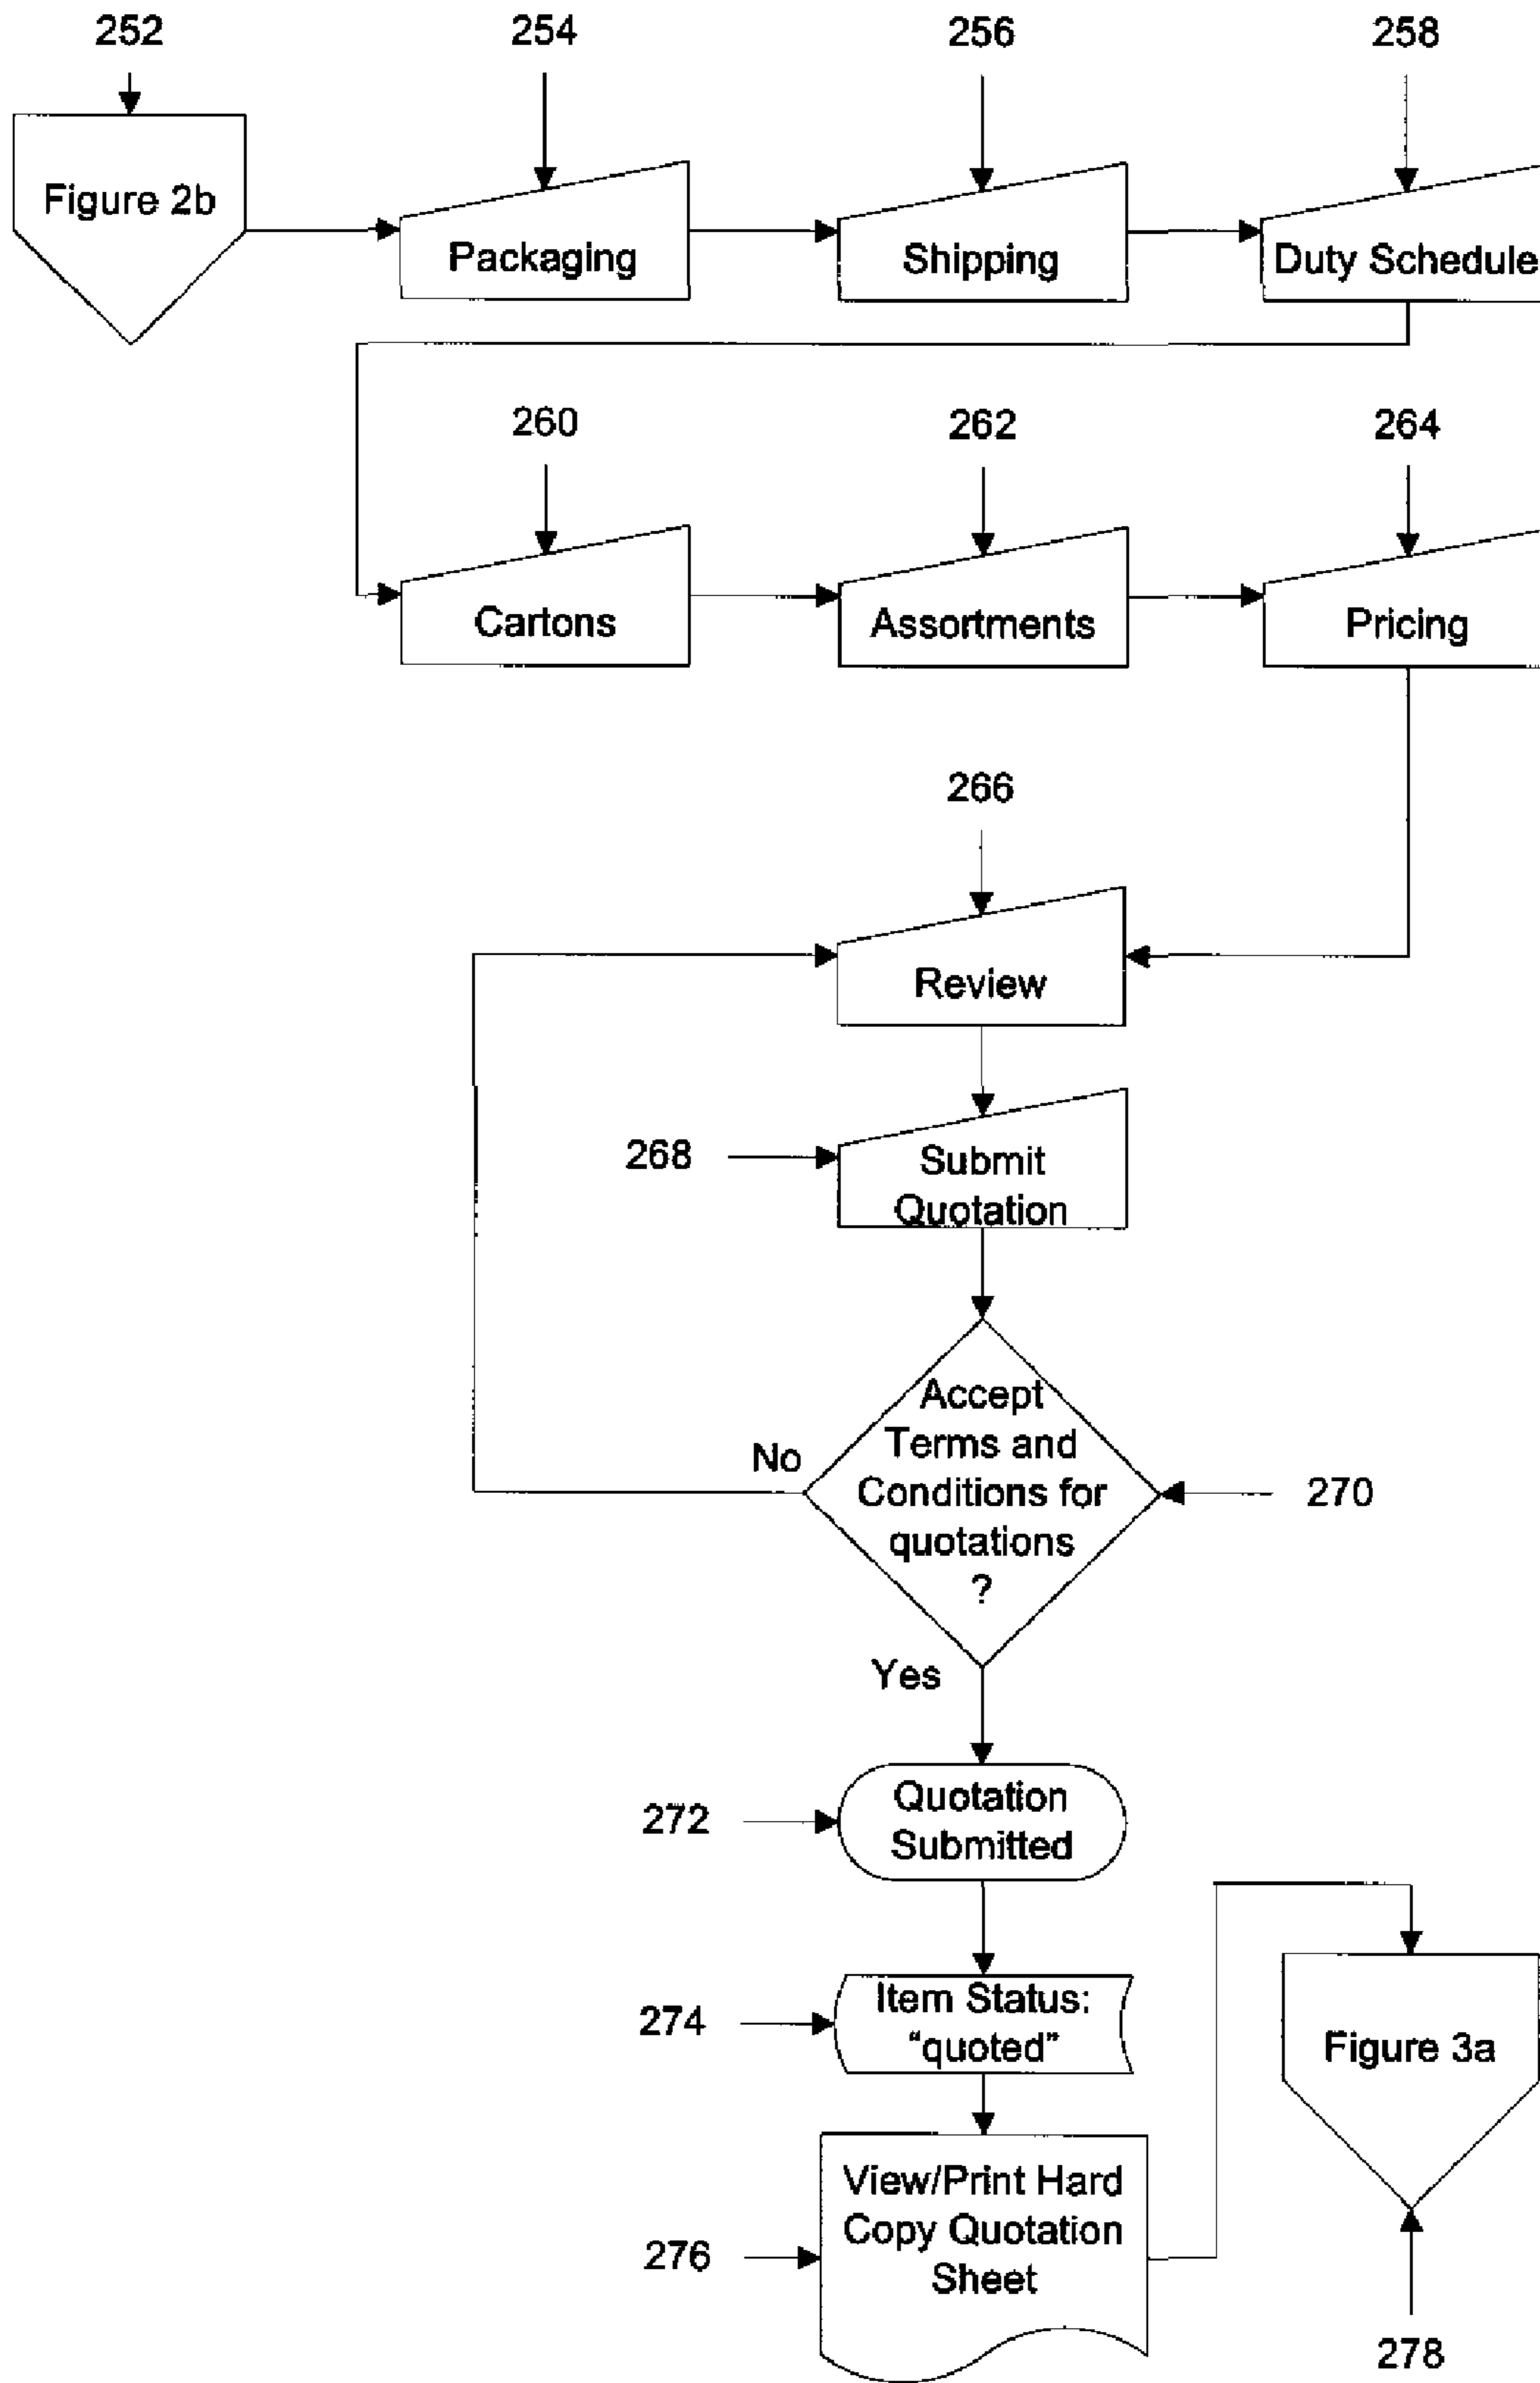 252
254
256
258
Figure 2b
Packaging
Shipping
Duty Schedule
260
262
264
Cartons
Assortments
Pricing
266
Review
268
Submit
Quotation
Accept
Terms and
Conditions for
quotations
?
No
270
Yes
272
Quotation
Submitted
274
Item Status:
“quoted”
Figure 3a
276
View/Print Hard
Copy Quotation
Sheet
278